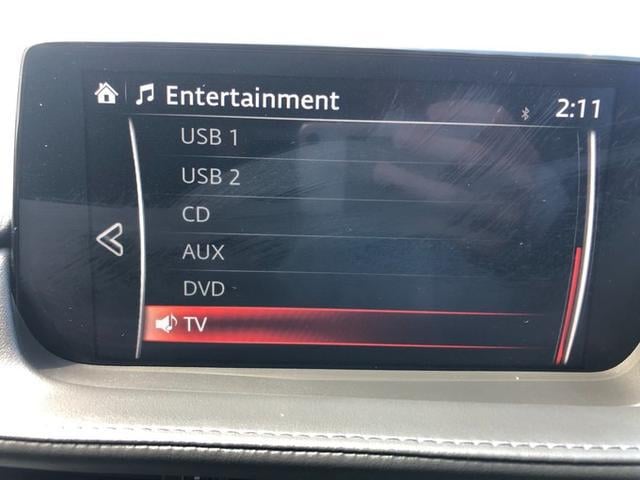 Entertainment
2:11
USB 1
USB 2
CD
AUX
DVD
TV